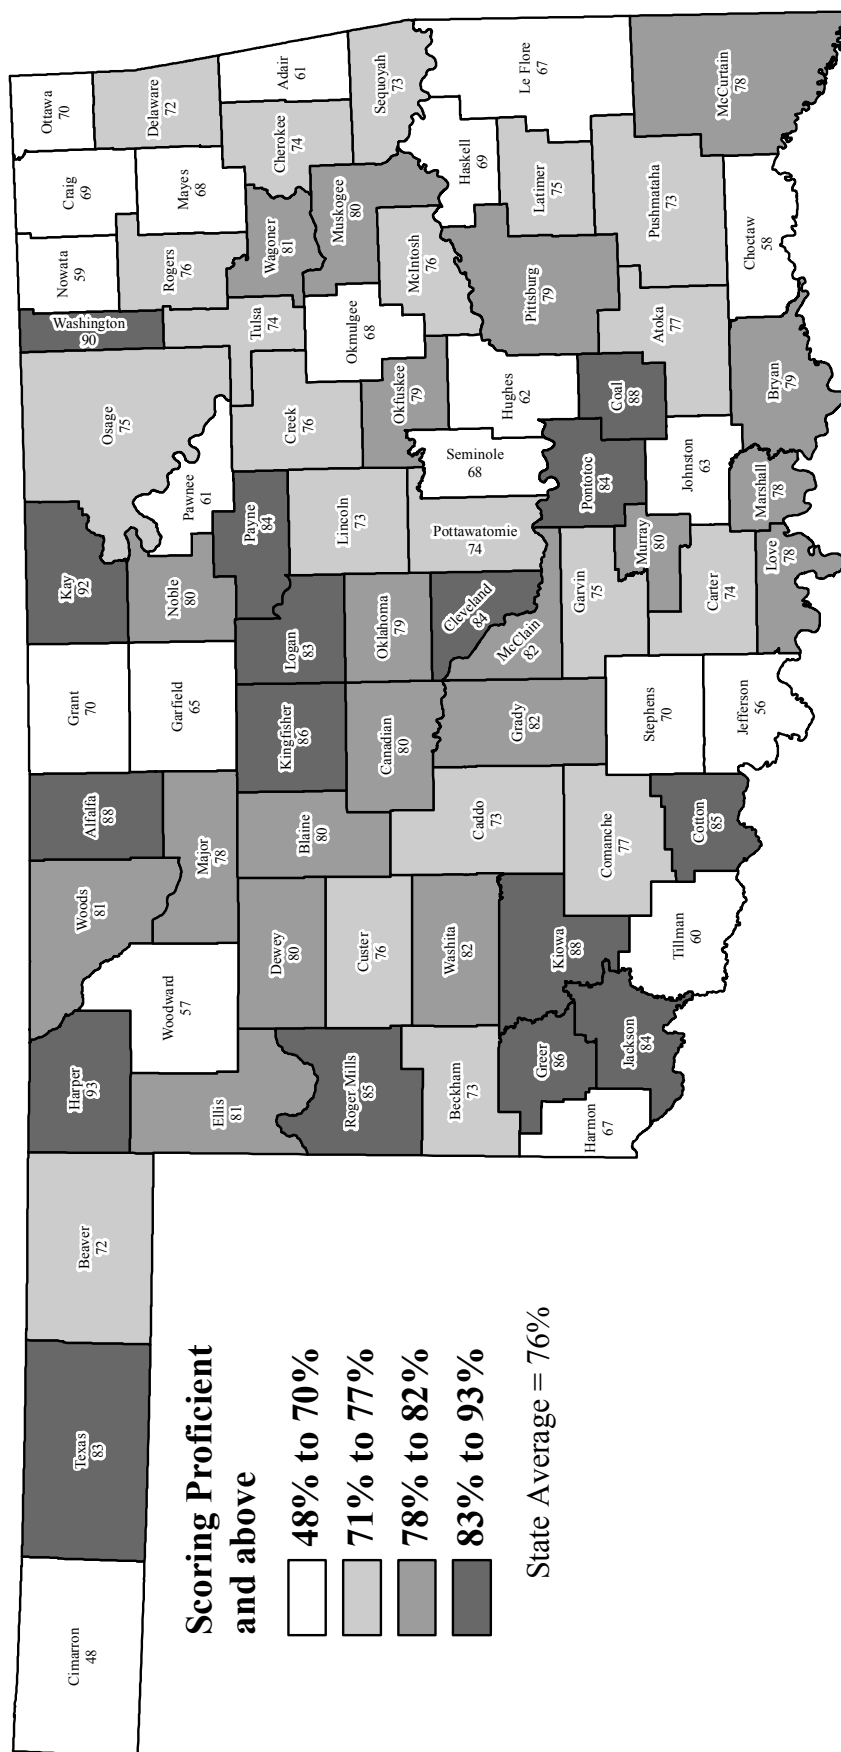 Cimarron
48
Texas
83
Beaver
72
Harper
93
Woods
81
Alfalfa
88
Grant
70
Kay
92
Osage
75
Washington
90
Nowata
59
Craig
69
Ottawa
70
Ellis
81
Woodward
57
Major
78
Garfield
65
Noble
80
Pawnee
61
Rogers
76
Mayes
68
Delaware
72
Roger Mills
85
Dewey
80
Blaine
80
Kingfisher
86
Logan
83
Payne
84
Creek
76
Tulsa
74
Wagoner
81
Cherokee
74
Adair
61
Custer
76
Canadian
80
Oklahoma
79
Lincoln
73
Okfuskee
79
Okmulgee
68
Muskogee
80
Sequoyah
73
Beckham
73
Washita
82
Caddo
73
Grady
82
McClain
82
Cleveland
84
Pottawatomie
74
Seminole
68
Hughes
62
McIntosh
76
Haskell
69
Le Flore
67
Harmon
67
Greer
86
Kiowa
88
Comanche
77
Stephens
70
Garvin
75
Murray
80
Pontotoc
84
Coal
88
Pittsburg
79
Latimer
75
Jackson
84
Tillman
60
Cotton
85
Jefferson
56
Carter
74
Johnston
63
Atoka
77
Pushmataha
73
McCurtain
78
Love
78
Marshall
78
Bryan
79
Choctaw
58
Scoring Proficient
and above
48% to 70%
71% to 77%
78% to 82%
83% to 93%
State Average = 76%